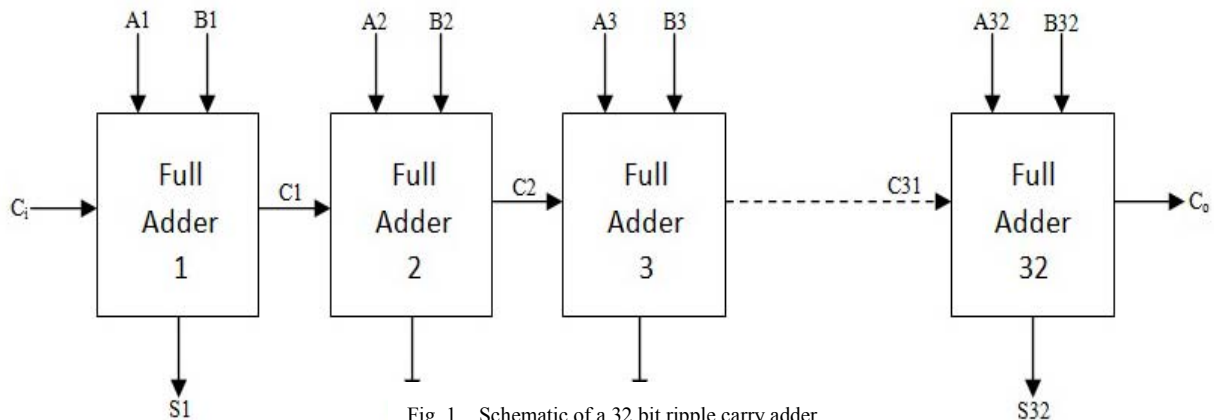 A1 B1 A2 B2 A3 B3 A32 B32
Full Adder 1
Full Adder 2
Full Adder 3
Full Adder 32
Ci C1 C2 C31 Co
S1 S32
Fig. 1. Schematic of a 32 bit ripple carry adder